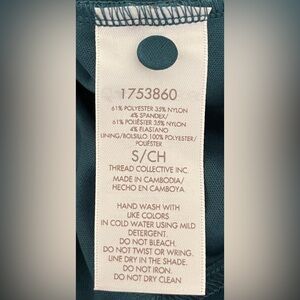 1753860
61% POLYESTER 35% NYLON
4% SPANDEX/
61% POLIÉSTER 35% NYLON
4% ELASTANO
LINING/BOLSILLO: 100% POLYESTER/
POLIÉSTER
S/CH
THREAD COLLECTIVE INC.
MADE IN CAMBODIA/
HECHO EN CAMBOYA
HAND WASH WITH
LIKE COLORS
IN COLD WATER USING MILD
DETERGENT.
DO NOT BLEACH.
DO NOT TWIST OR WRING.
LINE DRY IN THE SHADE.
DO NOT IRON.
DO NOT DRY CLEAN